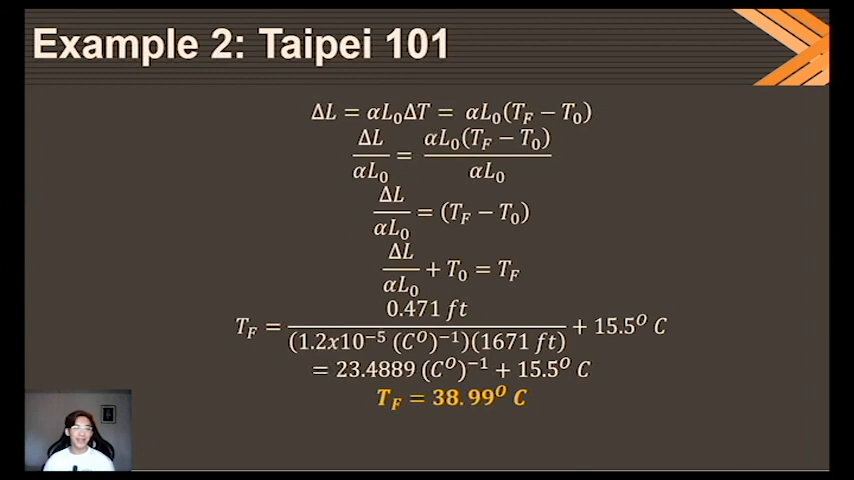 Example 2: Taipei 101
ΔL = αL₀ΔT = αL₀(T_F − T₀)
ΔL/αL₀ = αL₀(T_F − T₀)/αL₀
ΔL/αL₀ = (T_F − T₀)
ΔL/αL₀ + T₀ = T_F
T_F = 0.471 ft/(1.2x10⁻⁵ (C^O)⁻¹)(1671 ft) + 15.5^O C
= 23.4889 (C^O)⁻¹ + 15.5^O C
T_F = 38.99^O C